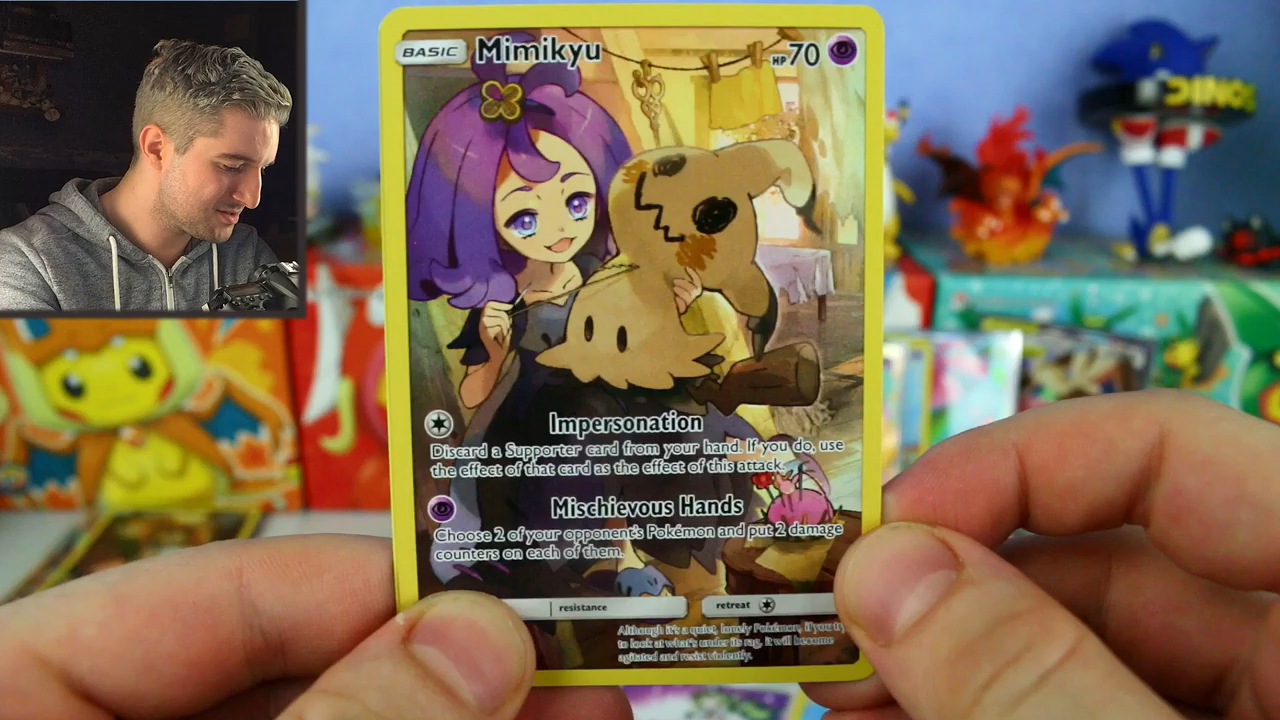 BASIC Mimikyu HP 70
DINO
Impersonation
Discard a Supporter card from your hand. If you do, use
the effect of that card as the effect of this attack.
Mischievous Hands
Choose 2 of your opponent's Pokémon and put 2 damage
counters on each of them.
resistance retreat
Although it's a quiet, lonely Pokémon, if you try
to look at what's under its rag, it will become
agitated and resist violently.